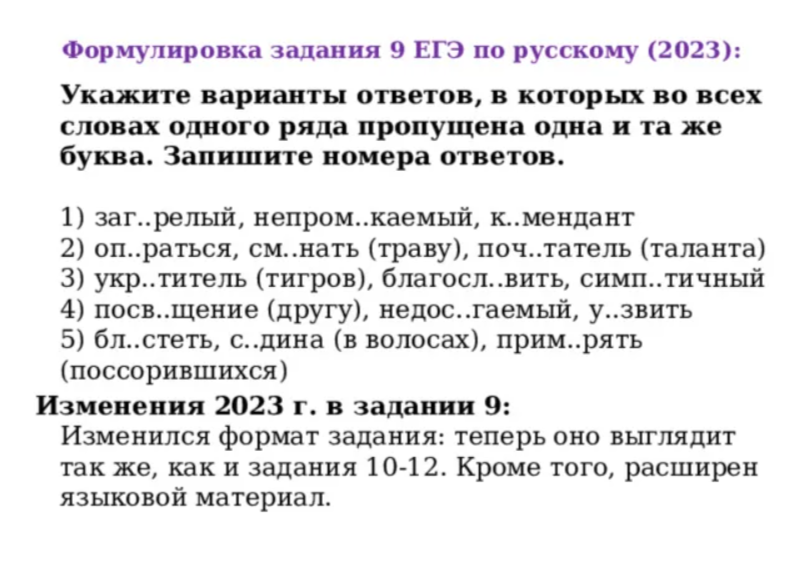 Формулировка задания 9 ЕГЭ по русскому (2023):
Укажите варианты ответов, в которых во всех
словах одного ряда пропущена одна и та же
буква. Запишите номера ответов.
1) заг..релый, непром..каемый, к..мендант
2) оп..раться, см..нать (траву), поч..татель (таланта)
3) укр..титель (тигров), благосл..вить, симп..тичный
4) посв..щение (другу), недос..гаемый, у..звить
5) бл..стеть, с..дина (в волосах), прим..рять
(поссорившихся)
Изменения 2023 г. в задании 9:
Изменился формат задания: теперь оно выглядит
так же, как и задания 10-12. Кроме того, расширен
языковой материал.